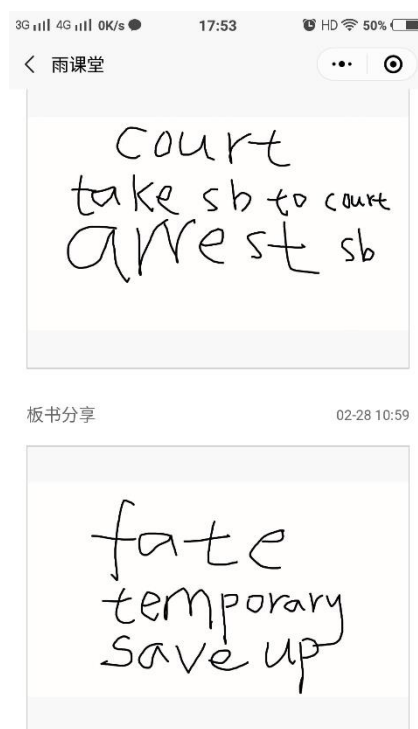 3G 4G 0K/s 17:53 HD 50%
雨课堂
court
take sb to court
arrest sb
板书分享 02-28 10:59
fate
temporary
save up